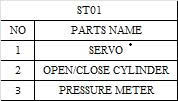 ST01
NO PARTS NAME
1 SERVO
2 OPEN/CLOSE CYLINDER
3 PRESSURE METER